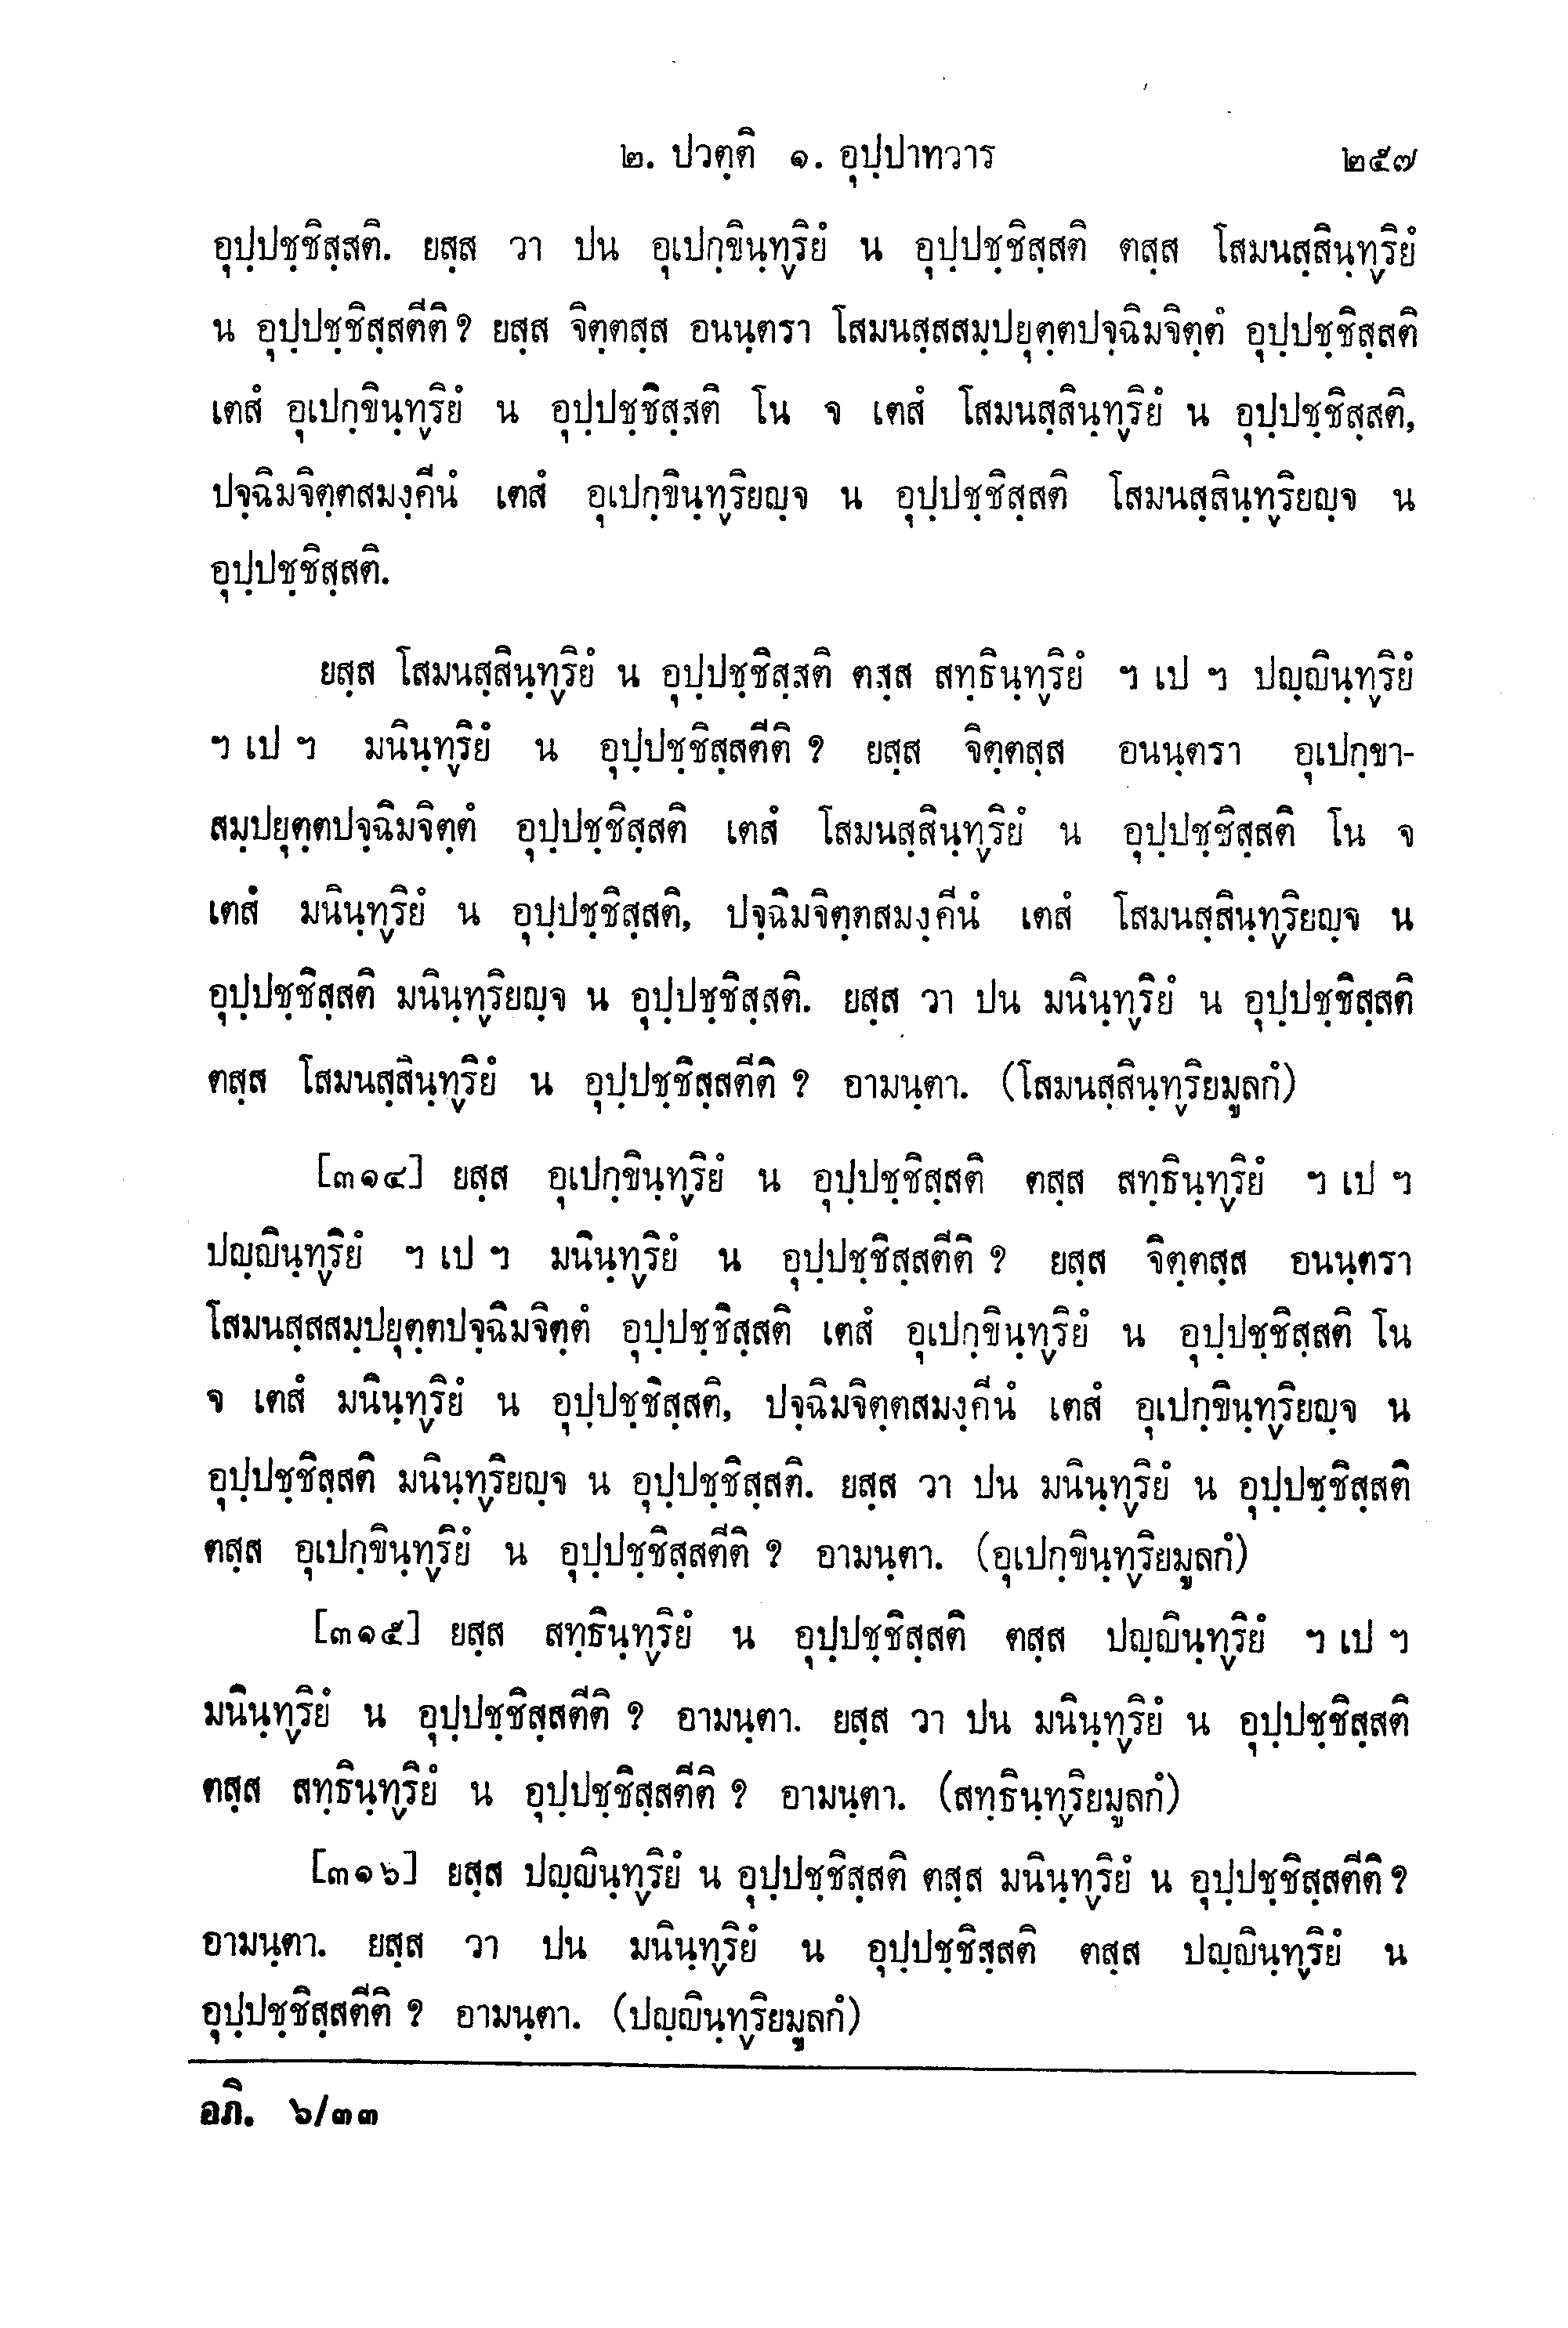 ๒. ปวตฺติ ๑. อุปฺปาทวาร ๒๕๗
อุปฺปชฺชิสฺสติ. ยสฺส วา ปน อุเปกฺขินฺทฺริยํ น อุปฺปชฺชิสฺสติ ตสฺส โสมนสฺสินฺทฺริยํ
น อุปฺปชฺชิสฺสตีติ ? ยสฺส จิตฺตสฺส อนนฺตรา โสมนสฺสสมฺปยุตฺตปจฺฉิมจิตฺตํ อุปฺปชฺชิสฺสติ
เตสํ อุเปกฺขินฺทฺริยํ น อุปฺปชฺชิสฺสติ โน จ เตสํ โสมนสฺสินฺทฺริยํ น อุปฺปชฺชิสฺสติ,
ปจฺฉิมจิตฺตสมงฺคีนํ เตสํ อุเปกฺขินฺทฺริยญฺจ น อุปฺปชฺชิสฺสติ โสมนสฺสินฺทฺริยญฺจ น
อุปฺปชฺชิสฺสติ.
ยสฺส โสมนสฺสินฺทฺริยํ น อุปฺปชฺชิสฺสติ ตสฺส สทฺธินฺทฺริยํ ฯ เป ฯ ปญฺญินฺทฺริยํ
ฯ เป ฯ มนินฺทฺริยํ น อุปฺปชฺชิสฺสตีติ ? ยสฺส จิตฺตสฺส อนนฺตรา อุเปกฺขา-
สมฺปยุตฺตปจฺฉิมจิตฺตํ อุปฺปชฺชิสฺสติ เตสํ โสมนสฺสินฺทฺริยํ น อุปฺปชฺชิสฺสติ โน จ
เตสํ มนินฺทฺริยํ น อุปฺปชฺชิสฺสติ, ปจฺฉิมจิตฺตสมงฺคีนํ เตสํ โสมนสฺสินฺทฺริยญฺจ น
อุปฺปชฺชิสฺสติ มนินฺทฺริยญฺจ น อุปฺปชฺชิสฺสติ. ยสฺส วา ปน มนินฺทฺริยํ น อุปฺปชฺชิสฺสติ
ตสฺส โสมนสฺสินฺทฺริยํ น อุปฺปชฺชิสฺสตีติ ? อามนฺตา. (โสมนสฺสินฺทฺริยมูลกํ)
[๓๑๔] ยสฺส อุเปกฺขินฺทฺริยํ น อุปฺปชฺชิสฺสติ ตสฺส สทฺธินฺทฺริยํ ฯ เป ฯ
ปญฺญินฺทฺริยํ ฯ เป ฯ มนินฺทฺริยํ น อุปฺปชฺชิสฺสตีติ ? ยสฺส จิตฺตสฺส อนนฺตรา
โสมนสฺสสมฺปยุตฺตปจฺฉิมจิตฺตํ อุปฺปชฺชิสฺสติ เตสํ อุเปกฺขินฺทฺริยํ น อุปฺปชฺชิสฺสติ โน
จ เตสํ มนินฺทฺริยํ น อุปฺปชฺชิสฺสติ, ปจฺฉิมจิตฺตสมงฺคีนํ เตสํ อุเปกฺขินฺทฺริยญฺจ น
อุปฺปชฺชิสฺสติ มนินฺทฺริยญฺจ น อุปฺปชฺชิสฺสติ. ยสฺส วา ปน มนินฺทฺริยํ น อุปฺปชฺชิสฺสติ
ตสฺส อุเปกฺขินฺทฺริยํ น อุปฺปชฺชิสฺสตีติ ? อามนฺตา. (อุเปกฺขินฺทฺริยมูลกํ)
[๓๑๕] ยสฺส สทฺธินฺทฺริยํ น อุปฺปชฺชิสฺสติ ตสฺส ปญฺญินฺทฺริยํ ฯ เป ฯ
มนินฺทฺริยํ น อุปฺปชฺชิสฺสตีติ ? อามนฺตา. ยสฺส วา ปน มนินฺทฺริยํ น อุปฺปชฺชิสฺสติ
ตสฺส สทฺธินฺทฺริยํ น อุปฺปชฺชิสฺสตีติ ? อามนฺตา. (สทฺธินฺทฺริยมูลกํ)
[๓๑๖] ยสฺส ปญฺญินฺทฺริยํ น อุปฺปชฺชิสฺสติ ตสฺส มนินฺทฺริยํ น อุปฺปชฺชิสฺสตีติ ?
อามนฺตา. ยสฺส วา ปน มนินฺทฺริยํ น อุปฺปชฺชิสฺสติ ตสฺส ปญฺญินฺทฺริยํ น
อุปฺปชฺชิสฺสตีติ ? อามนฺตา. (ปญฺญินฺทฺริยมูลกํ)
อภิ. ๖/๓๓